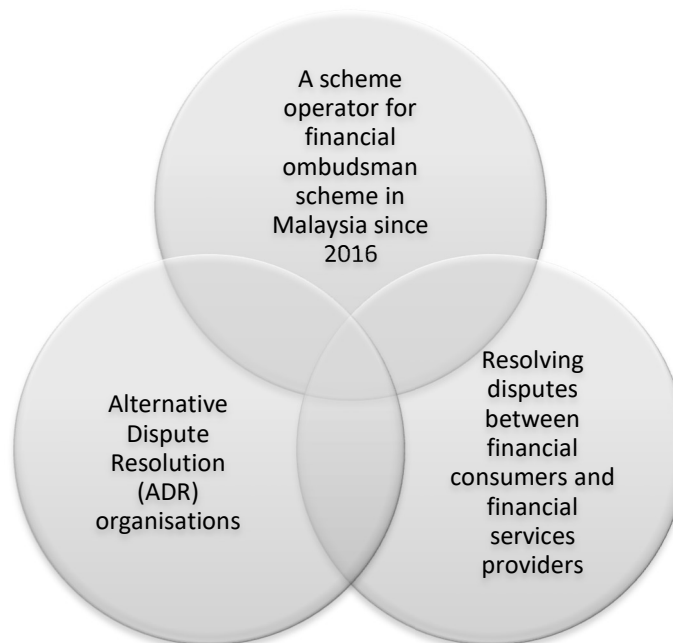 A scheme
operator for
financial
ombudsman
scheme in
Malaysia since
2016
Alternative
Dispute
Resolution
(ADR)
organisations
Resolving
disputes
between
financial
consumers and
financial
services
providers